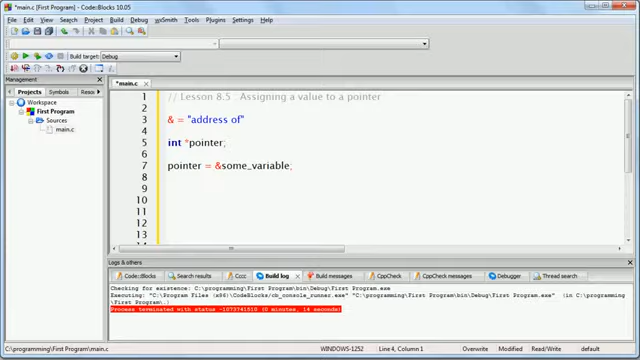 *main.c [First Program] - Code::Blocks 10.05
File Edit View Search Project Build Debug wxSmith Tools Plugins Settings Help
Build target: Debug
Management
Projects Symbols Reso
Workspace
First Program
Sources
main.c
*main.c
1 // Lesson 8.5 Assigning a value to a pointer
2
3 & = "address of"
4
5 int *pointer;
6
7 pointer = &some_variable;
8
9
10
11
12
13
14
Logs & others
Code::Blocks Search results Cccc Build log Build messages CppCheck CppCheck messages Debugger Thread search
Checking for existence: C:\programming\First Program\bin\Debug\First Program.exe
Executing: "C:\Program Files (x86)\CodeBlocks/cb_console_runner.exe" "C:\programming\First Program\bin\Debug\First Program.exe" (in C:\programming
\First Program\.)
Process terminated with status -1073741510 (0 minutes, 14 seconds)
C:\programming\First Program\main.c WINDOWS-1252 Line 4, Column 1 Overwrite Modified Read/Write default